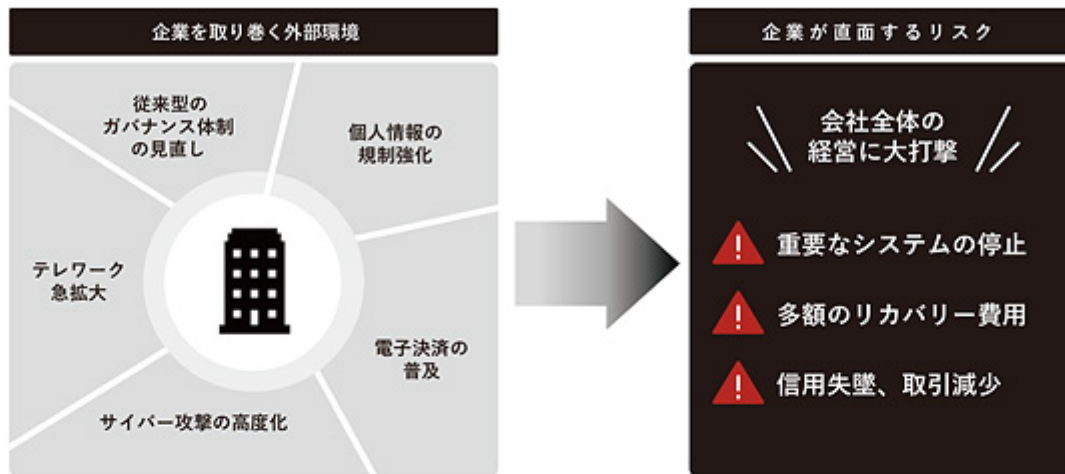 企業を取り巻く外部環境
従来型の
ガバナンス体制
の見直し
個人情報の
規制強化
テレワーク
急拡大
電子決済の
普及
サイバー攻撃の高度化
企業が直面するリスク
会社全体の
経営に大打撃
重要なシステムの停止
多額のリカバリー費用
信用失墜、取引減少